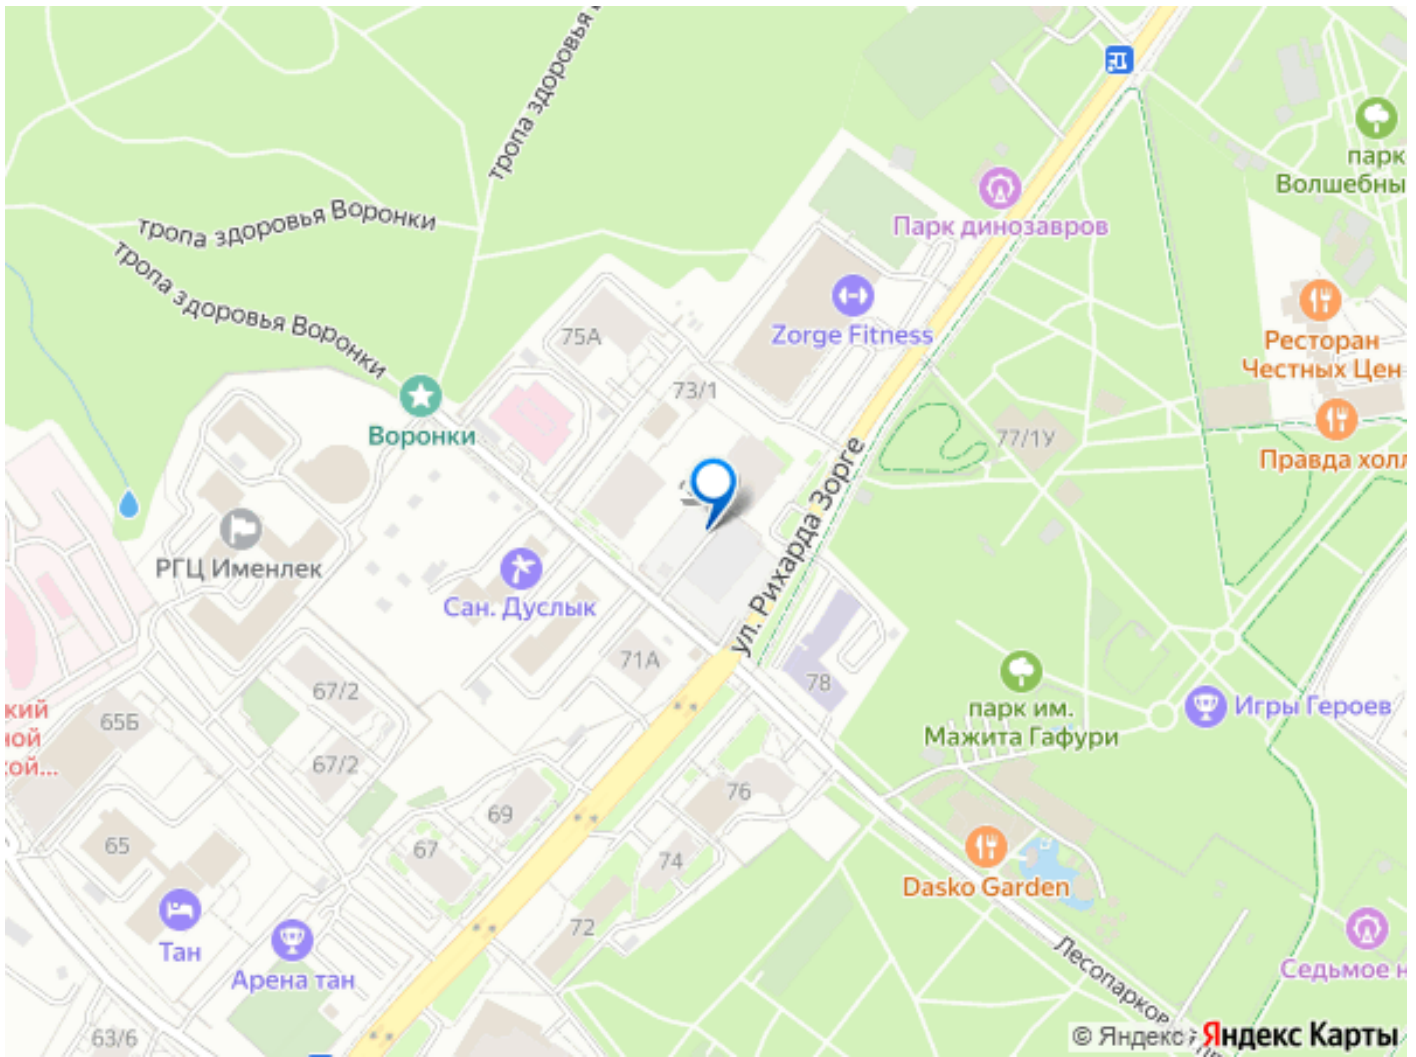 тропа здоровья
тропа здоровья Воронки
тропа здоровья Воронки
парк
Волшебны
Парк динозавров
Zorge Fitness
75А
73/1
Ресторан
Честных Цен
Воронки
77/1У
Правда холл
ул. Рихарда Зорге
РГЦ Именлек
Сан. Дуслык
71А
78
67/2
парк им.
Мажита Гафури
Игры Героев
кий
ной
кой...
65Б
67/2
76
69
67
65
74
Dasko Garden
72
Тан
Арена тан
Седьмое н
Лесопарков
63/6
© Яндекс Яндекс Карты